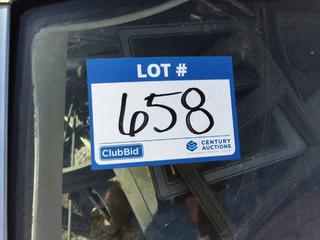 LOT #
658
ClubBid
CENTURY
AUCTIONS